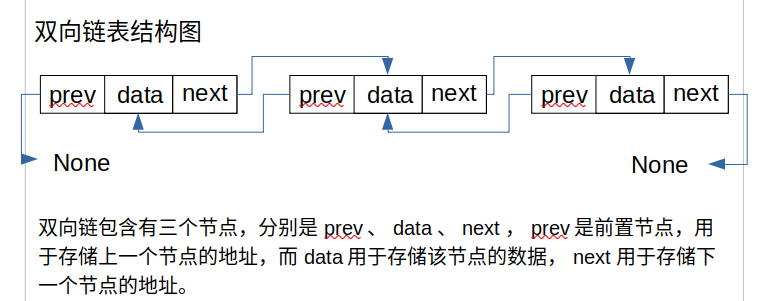 双向链表结构图
prev data next prev data next prev data next
None None
双向链包含有三个节点，分别是 prev 、 data 、 next ， prev 是前置节点，用
于存储上一个节点的地址，而 data 用于存储该节点的数据， next 用于存储下
一个节点的地址。